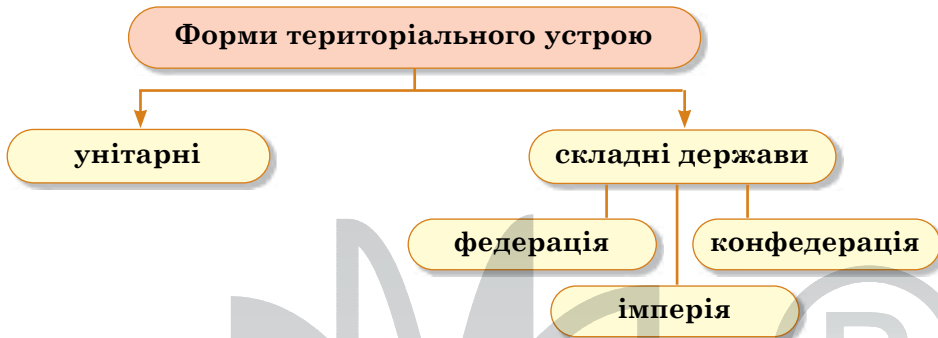 Форми територіального устрою
унітарні
складні держави
федерація
конфедерація
імперія